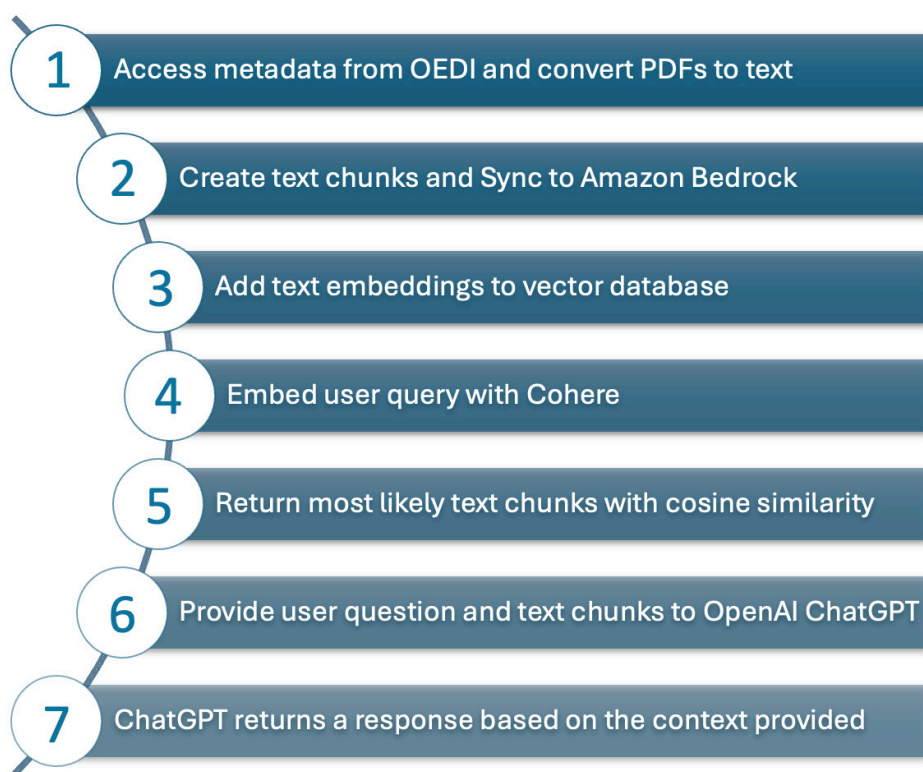 1
Access metadata from OEDI and convert PDFs to text
2
Create text chunks and Sync to Amazon Bedrock
3
Add text embeddings to vector database
4
Embed user query with Cohere
5
Return most likely text chunks with cosine similarity
6
Provide user question and text chunks to OpenAI ChatGPT
7
ChatGPT returns a response based on the context provided